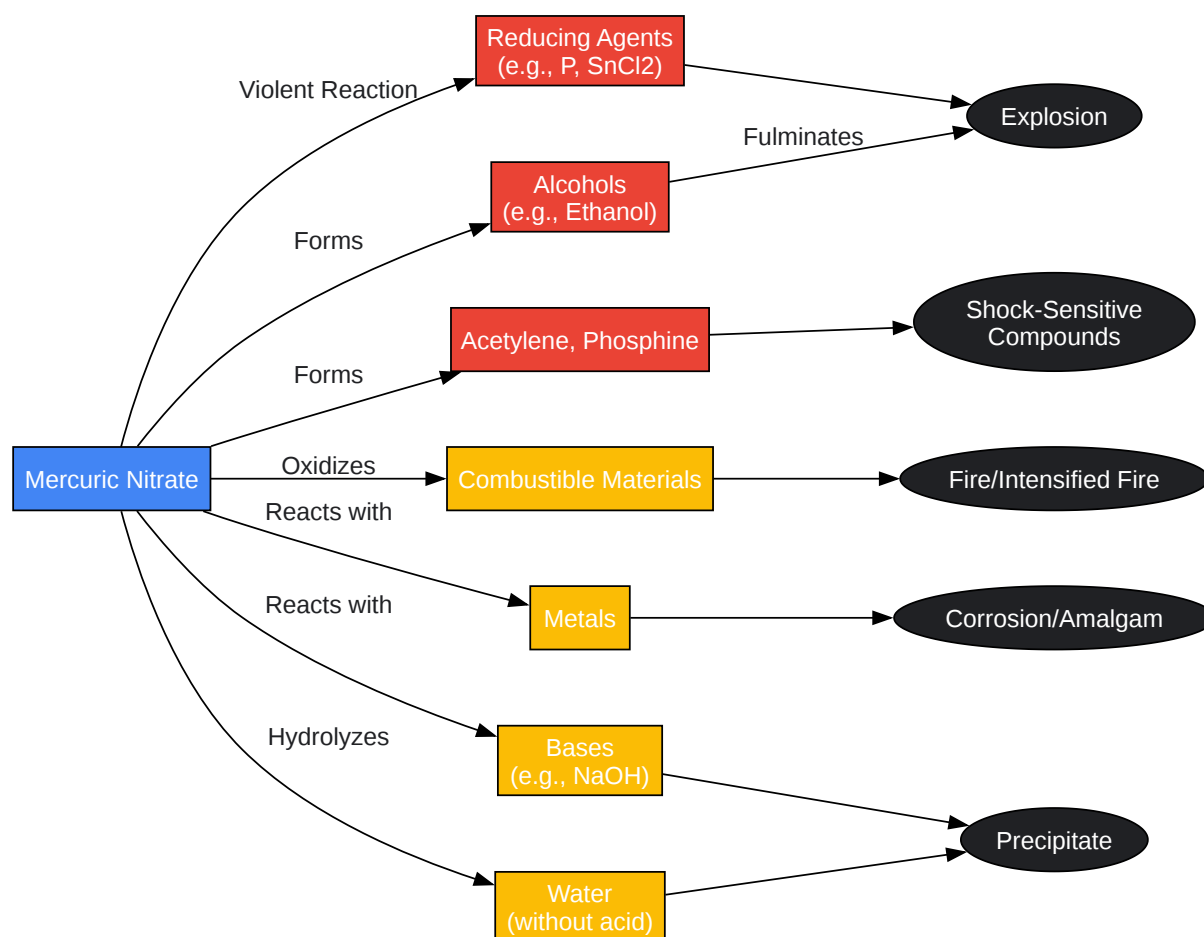 Reducing Agents
(e.g., P, SnCl2)
Violent Reaction
Explosion
Fulminates
Alcohols
(e.g., Ethanol)
Forms
Shock-Sensitive
Compounds
Acetylene, Phosphine
Forms
Mercuric Nitrate
Oxidizes
Combustible Materials
Fire/Intensified Fire
Reacts with
Metals
Corrosion/Amalgam
Reacts with
Hydrolyzes
Bases
(e.g., NaOH)
Precipitate
Water
(without acid)